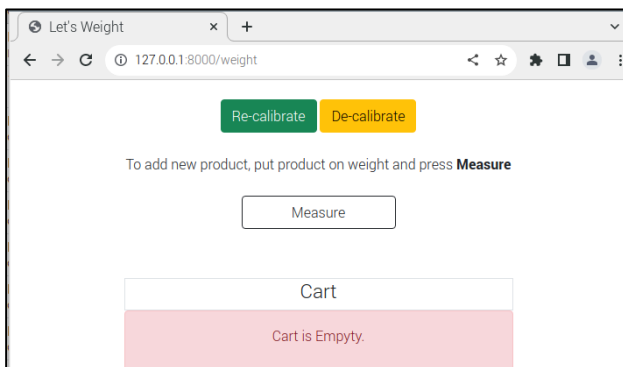 Let's Weight
127.0.0.1:8000/weight
Re-calibrate De-calibrate
To add new product, put product on weight and press Measure
Measure
Cart
Cart is Empyty.